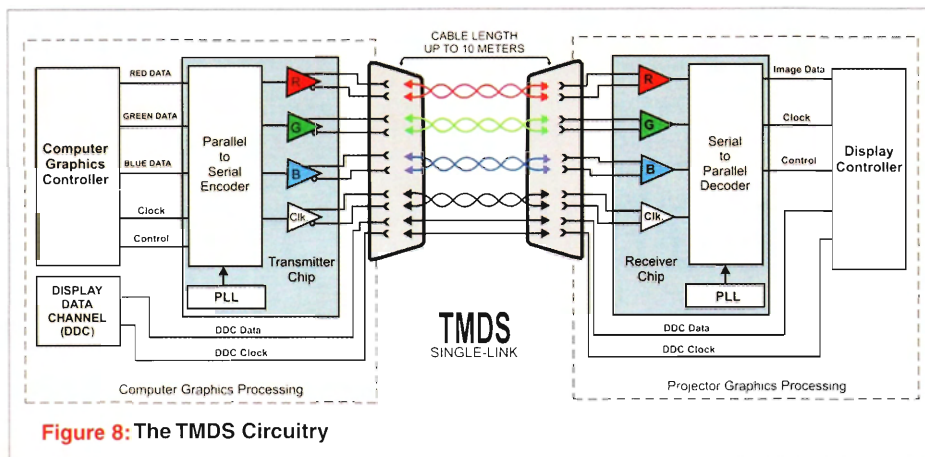 CABLE LENGTH
UP TO 10 METERS
RED DATA
GREEN DATA
BLUE DATA
Clock
Control
Computer
Graphics
Controller
Parallel
to
Serial
Encoder
R
G
B
Clk
Transmitter
Chip
PLL
DISPLAY
DATA
CHANNEL
(DDC)
DDC Data
DDC Clock
Computer Graphics Processing
TMDS
SINGLE-LINK
R
G
B
Clk
Serial
to
Parallel
Decoder
Receiver
Chip
PLL
Image Data
Clock
Control
Display
Controller
DDC Data
DDC Clock
Projector Graphics Processing
Figure 8: The TMDS Circuitry